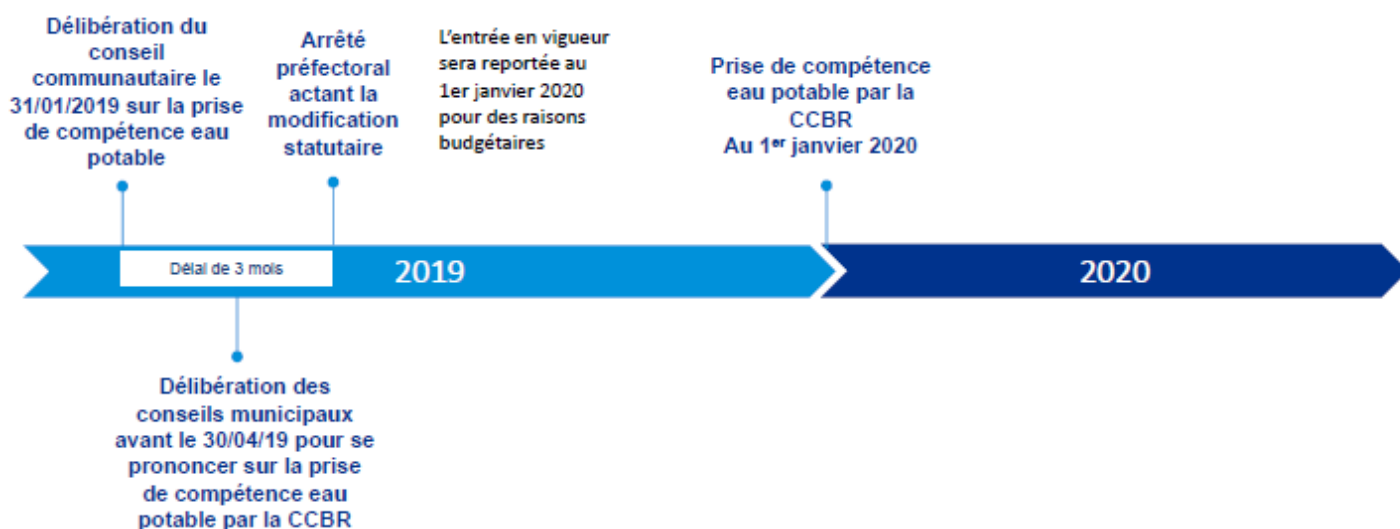 Délibération du
conseil
communautaire le
31/01/2019 sur la prise
de compétence eau
potable
Arrêté
préfectoral
actant la
modification
statutaire
L'entrée en vigueur
sera reportée au
1er janvier 2020
pour des raisons
budgétaires
Prise de compétence
eau potable par la
CCBR
Au 1er janvier 2020
Délai de 3 mois
2019
2020
Délibération des
conseils municipaux
avant le 30/04/19 pour se
prononcer sur la prise
de compétence eau
potable par la CCBR